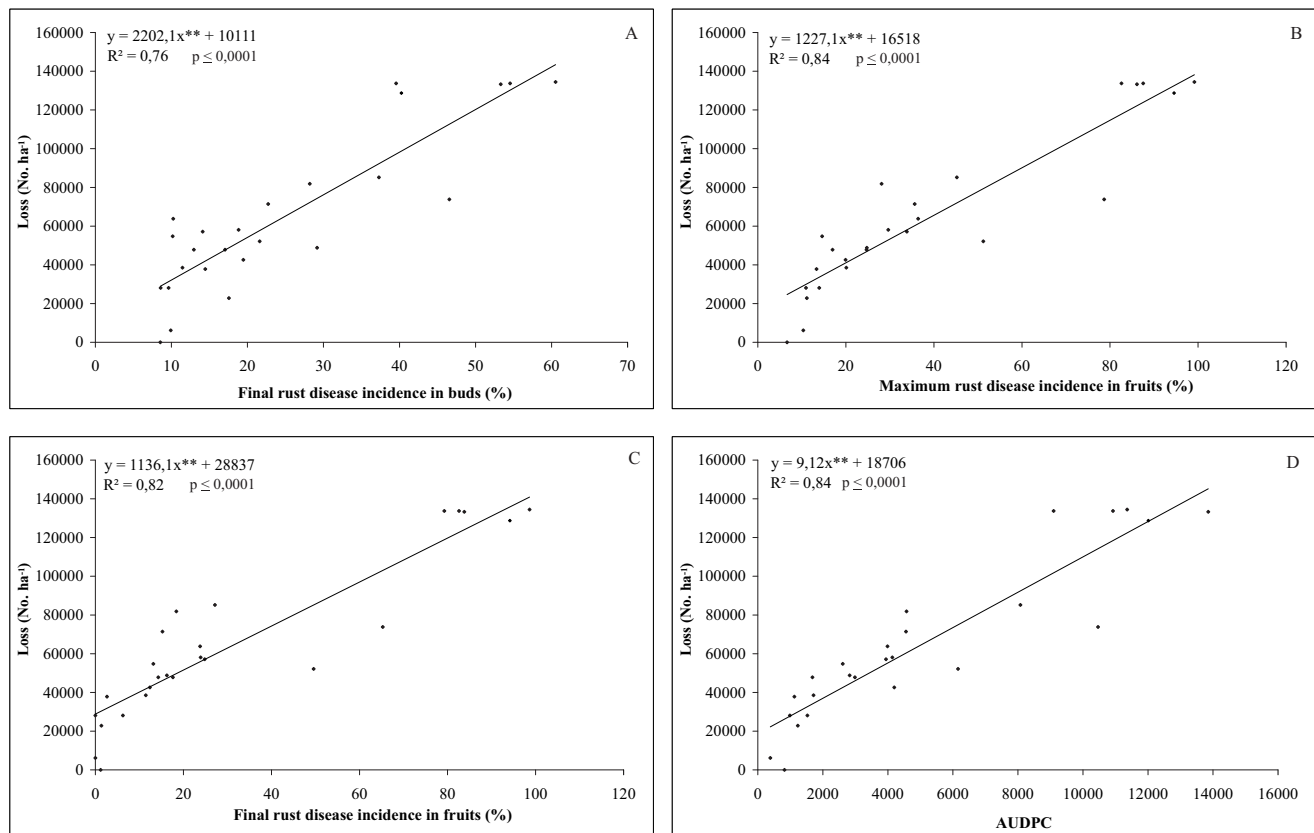 y = 2202,1x** + 10111
A
R² = 0,76 p ≤ 0,0001
160000
140000
120000
100000
80000
60000
40000
20000
0
Loss (No. ha⁻¹)
0 10 20 30 40 50 60 70
Final rust disease incidence in buds (%)
y = 1227,1x** + 16518
B
R² = 0,84 p ≤ 0,0001
160000
140000
120000
100000
80000
60000
40000
20000
0
Loss (No. ha⁻¹)
0 20 40 60 80 100 120
Maximum rust disease incidence in fruits (%)
y = 1136,1x** + 28837
C
R² = 0,82 p ≤ 0,0001
160000
140000
120000
100000
80000
60000
40000
20000
0
Loss (No. ha⁻¹)
0 20 40 60 80 100 120
Final rust disease incidence in fruits (%)
y = 9,12x** + 18706
D
R² = 0,84 p ≤ 0,0001
160000
140000
120000
100000
80000
60000
40000
20000
0
Loss (No. ha⁻¹)
0 2000 4000 6000 8000 10000 12000 14000 16000
AUDPC